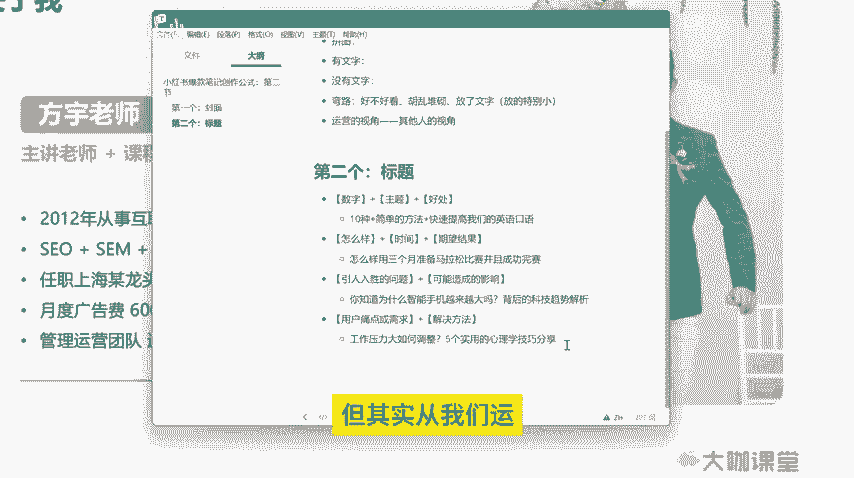 方宇老师
主讲老师 + 课程
2012年从事互联
SEO + SEM +
任职上海某龙头
月度广告费 600
管理运营团队
编辑(E) 段落(P) 格式(O) 视图(V) 主题(T) 帮助(H)
文件 大纲
小红书爆款笔记创作公式：第二
节
第一个：封面
第二个：标题
拼图：
有文字：
没有文字：
弯路：好不好看、胡乱堆砌、放了文字（放的特别小）
运营的视角——其他人的视角
第二个：标题
【数字】+【主题】+【好处】
10种+简单的方法+快速提高我们的英语口语
【怎么样】+【时间】+【期望结果】
怎么样用三个月准备马拉松比赛并且成功完赛
【引人入胜的问题】+【可能造成的影响】
你知道为什么智能手机越来越大吗？背后的科技趋势解析
【用户痛点或需求】+【解决方法】
工作压力大如何调整？5个实用的心理学技巧分享
但其实从我们运
大咖课堂